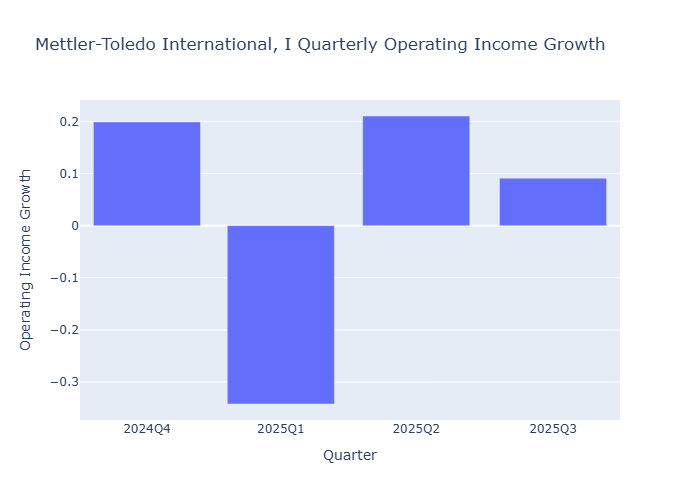 Mettler-Toledo International, I Quarterly Operating Income Growth
Operating Income Growth
0.2
0.1
0
−0.1
−0.2
−0.3
2024Q4 2025Q1 2025Q2 2025Q3
Quarter